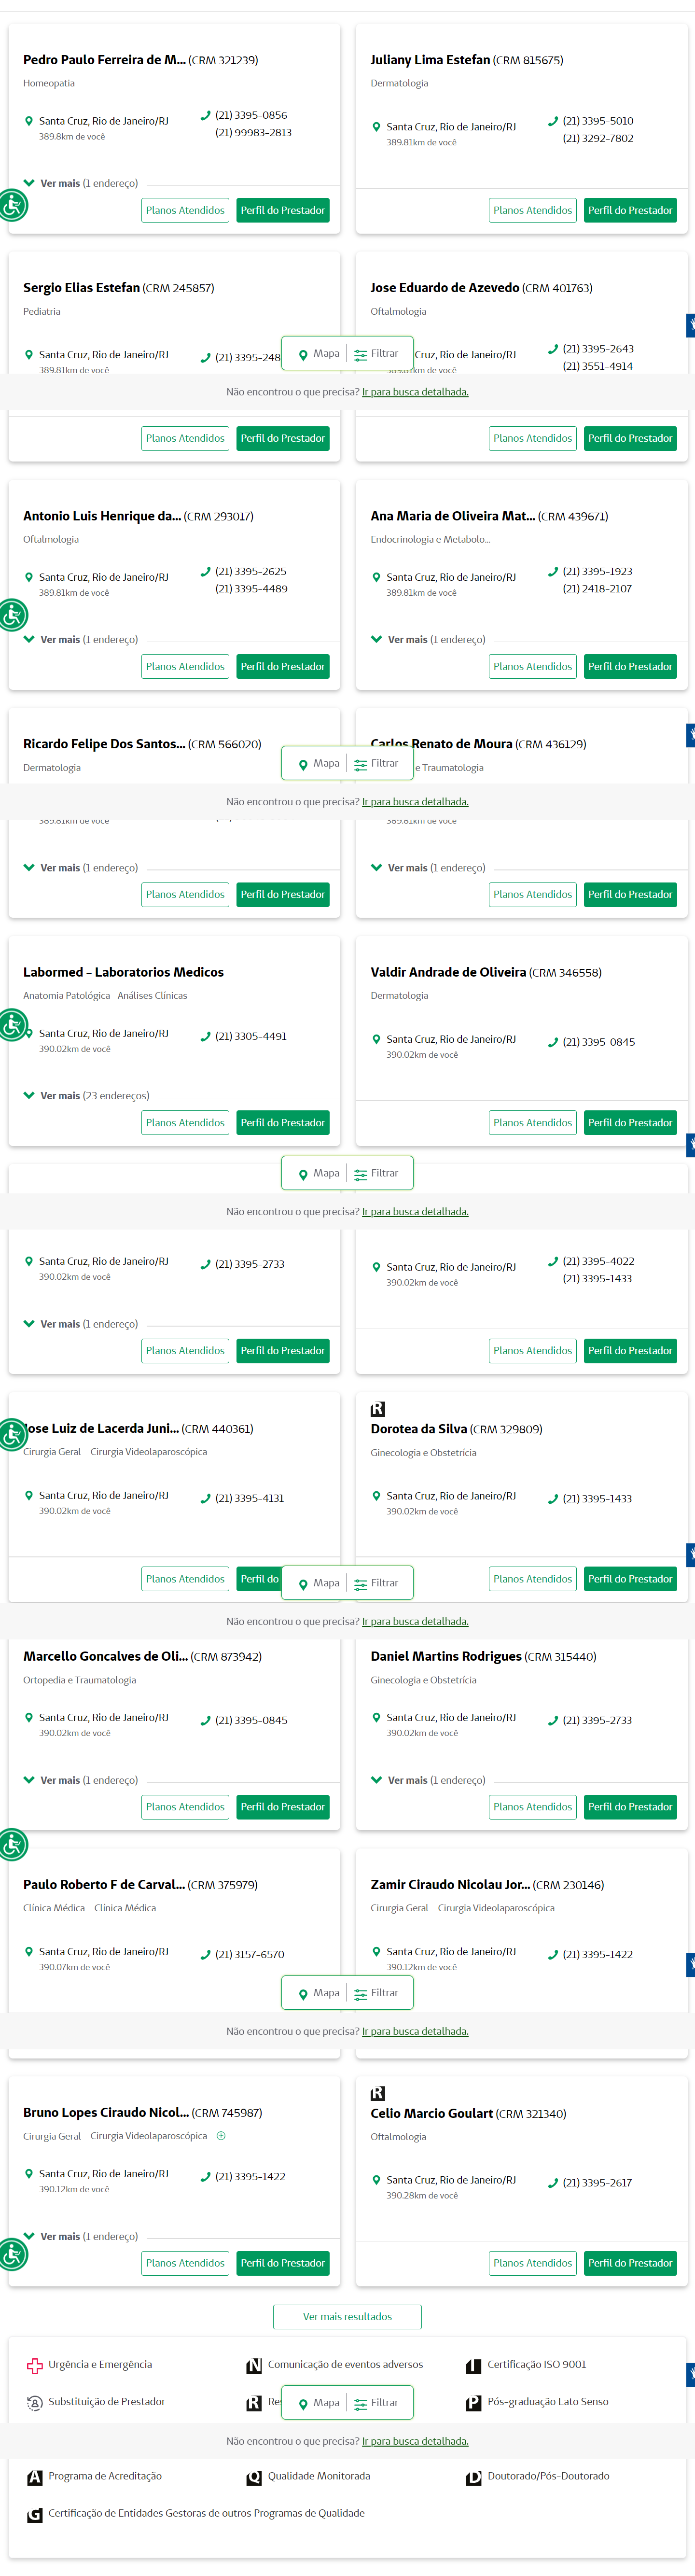 Pedro Paulo Ferreira de M... (CRM 321239)
Homeopatia
Santa Cruz, Rio de Janeiro/RJ
389.8km de você
(21) 3395-0856
(21) 99983-2813
Ver mais (1 endereço)
Planos Atendidos
Perfil do Prestador
Juliany Lima Estefan (CRM 815675)
Dermatologia
Santa Cruz, Rio de Janeiro/RJ
389.81km de você
(21) 3395-5010
(21) 3292-7802
Planos Atendidos
Perfil do Prestador
Sergio Elias Estefan (CRM 245857)
Pediatria
Santa Cruz, Rio de Janeiro/RJ
389.81km de você
(21) 3395-248
Jose Eduardo de Azevedo (CRM 401763)
Oftalmologia
Cruz, Rio de Janeiro/RJ
389.81km de você
(21) 3395-2643
(21) 3551-4914
Mapa
Filtrar
Não encontrou o que precisa? Ir para busca detalhada.
Planos Atendidos
Perfil do Prestador
Planos Atendidos
Perfil do Prestador
Antonio Luis Henrique da... (CRM 293017)
Oftalmologia
Santa Cruz, Rio de Janeiro/RJ
389.81km de você
(21) 3395-2625
(21) 3395-4489
Ver mais (1 endereço)
Planos Atendidos
Perfil do Prestador
Ana Maria de Oliveira Mat... (CRM 439671)
Endocrinologia e Metabolo...
Santa Cruz, Rio de Janeiro/RJ
389.81km de você
(21) 3395-1923
(21) 2418-2107
Ver mais (1 endereço)
Planos Atendidos
Perfil do Prestador
Ricardo Felipe Dos Santos... (CRM 566020)
Dermatologia
Carlos Renato de Moura (CRM 436129)
e Traumatologia
Mapa
Filtrar
Não encontrou o que precisa? Ir para busca detalhada.
389.81km de você
389.81km de você
Ver mais (1 endereço)
Planos Atendidos
Perfil do Prestador
Ver mais (1 endereço)
Planos Atendidos
Perfil do Prestador
Labormed - Laboratorios Medicos
Anatomia Patológica Análises Clínicas
Santa Cruz, Rio de Janeiro/RJ
390.02km de você
(21) 3305-4491
Ver mais (23 endereços)
Planos Atendidos
Perfil do Prestador
Valdir Andrade de Oliveira (CRM 346558)
Dermatologia
Santa Cruz, Rio de Janeiro/RJ
390.02km de você
(21) 3395-0845
Planos Atendidos
Perfil do Prestador
Mapa
Filtrar
Não encontrou o que precisa? Ir para busca detalhada.
Santa Cruz, Rio de Janeiro/RJ
390.02km de você
(21) 3395-2733
Ver mais (1 endereço)
Planos Atendidos
Perfil do Prestador
Santa Cruz, Rio de Janeiro/RJ
390.02km de você
(21) 3395-4022
(21) 3395-1433
Planos Atendidos
Perfil do Prestador
Jose Luiz de Lacerda Juni... (CRM 440361)
Cirurgia Geral Cirurgia Videolaparoscópica
Santa Cruz, Rio de Janeiro/RJ
390.02km de você
(21) 3395-4131
Planos Atendidos
Perfil do
R
Dorotea da Silva (CRM 329809)
Ginecologia e Obstetrícia
Santa Cruz, Rio de Janeiro/RJ
390.02km de você
(21) 3395-1433
Planos Atendidos
Perfil do Prestador
Mapa
Filtrar
Não encontrou o que precisa? Ir para busca detalhada.
Marcello Goncalves de Oli... (CRM 873942)
Ortopedia e Traumatologia
Santa Cruz, Rio de Janeiro/RJ
390.02km de você
(21) 3395-0845
Ver mais (1 endereço)
Planos Atendidos
Perfil do Prestador
Daniel Martins Rodrigues (CRM 315440)
Ginecologia e Obstetrícia
Santa Cruz, Rio de Janeiro/RJ
390.02km de você
(21) 3395-2733
Ver mais (1 endereço)
Planos Atendidos
Perfil do Prestador
Paulo Roberto F de Carval... (CRM 375979)
Clínica Médica Clínica Médica
Santa Cruz, Rio de Janeiro/RJ
390.07km de você
(21) 3157-6570
Zamir Ciraudo Nicolau Jor... (CRM 230146)
Cirurgia Geral Cirurgia Videolaparoscópica
Santa Cruz, Rio de Janeiro/RJ
390.12km de você
(21) 3395-1422
Mapa
Filtrar
Não encontrou o que precisa? Ir para busca detalhada.
Bruno Lopes Ciraudo Nicol... (CRM 745987)
Cirurgia Geral Cirurgia Videolaparoscópica
Santa Cruz, Rio de Janeiro/RJ
390.12km de você
(21) 3395-1422
Ver mais (1 endereço)
Planos Atendidos
Perfil do Prestador
R
Celio Marcio Goulart (CRM 321340)
Oftalmologia
Santa Cruz, Rio de Janeiro/RJ
390.28km de você
(21) 3395-2617
Planos Atendidos
Perfil do Prestador
Ver mais resultados
Urgência e Emergência
N Comunicação de eventos adversos
I Certificação ISO 9001
Substituição de Prestador
R Re
P Pós-graduação Lato Senso
Mapa
Filtrar
Não encontrou o que precisa? Ir para busca detalhada.
A Programa de Acreditação
Q Qualidade Monitorada
D Doutorado/Pós-Doutorado
G Certificação de Entidades Gestoras de outros Programas de Qualidade